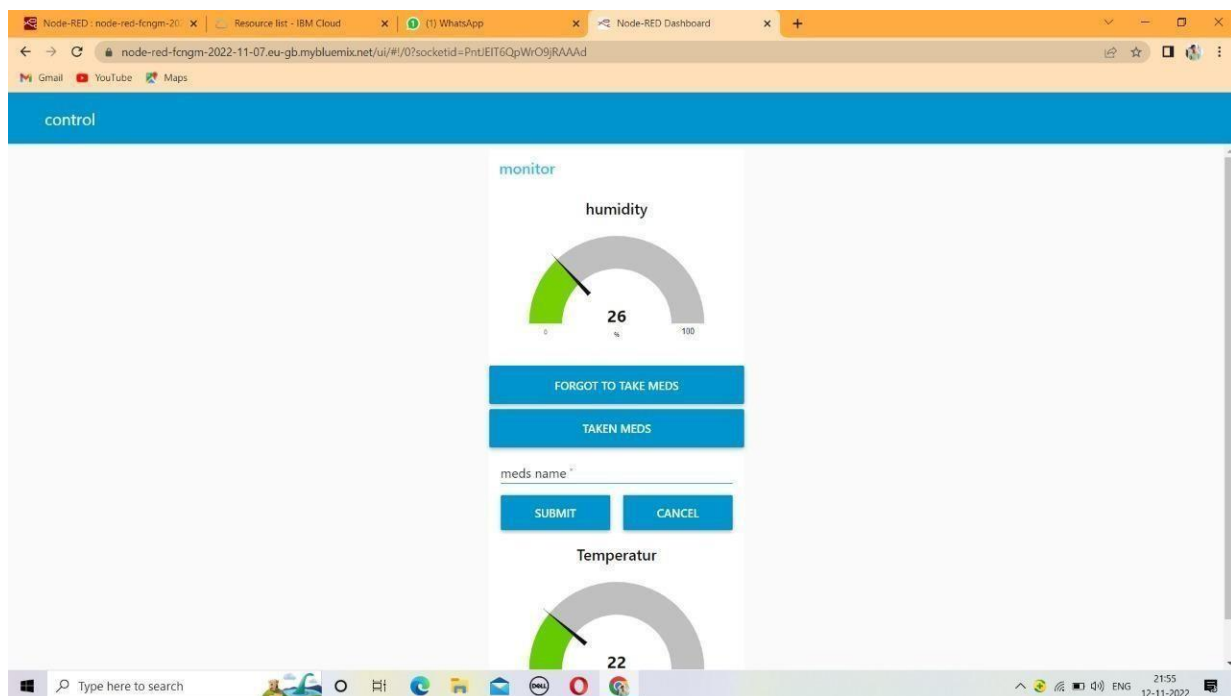 Node-RED : node-red-fcngm-20
Resource list - IBM Cloud
(1) WhatsApp
Node-RED Dashboard
node-red-fcngm-2022-11-07.eu-gb.mybluemix.net/ui/#!/0?socketid=PntJEIT6QpWrO9jRAAAd
Gmail
YouTube
Maps
control
monitor
humidity
26
%
0
100
FORGOT TO TAKE MEDS
TAKEN MEDS
meds name *
SUBMIT
CANCEL
Temperatur
22
Type here to search
DELL
ENG
21:55
12-11-2022